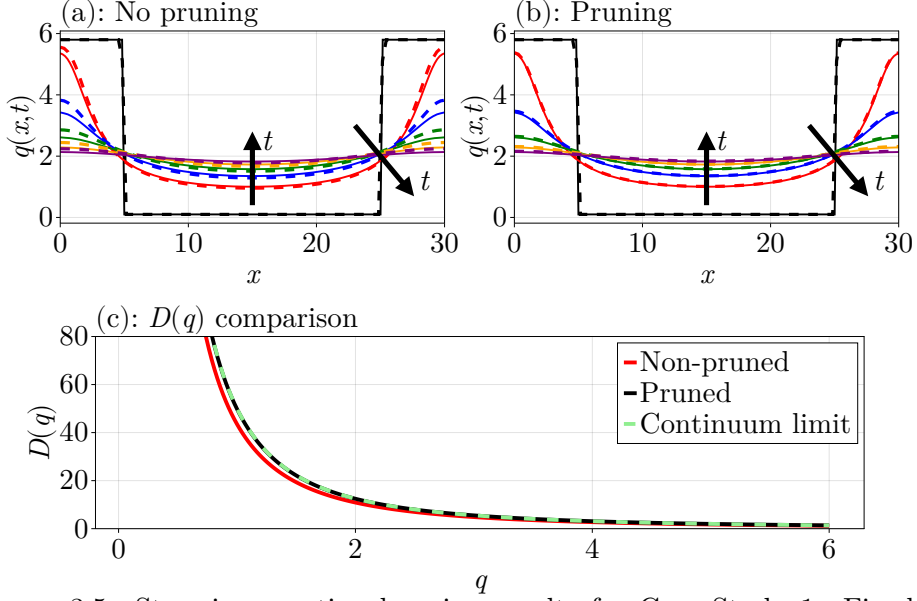 (a): No pruning
(b): Pruning
6
4
2
0
q(x,t)
t
t
0 10 20 30
x
6
4
2
0
q(x,t)
t
t
0 10 20 30
x
(c): D(q) comparison
80
60
40
20
0
D(q)
Non-pruned
Pruned
Continuum limit
0 2 4 6
q